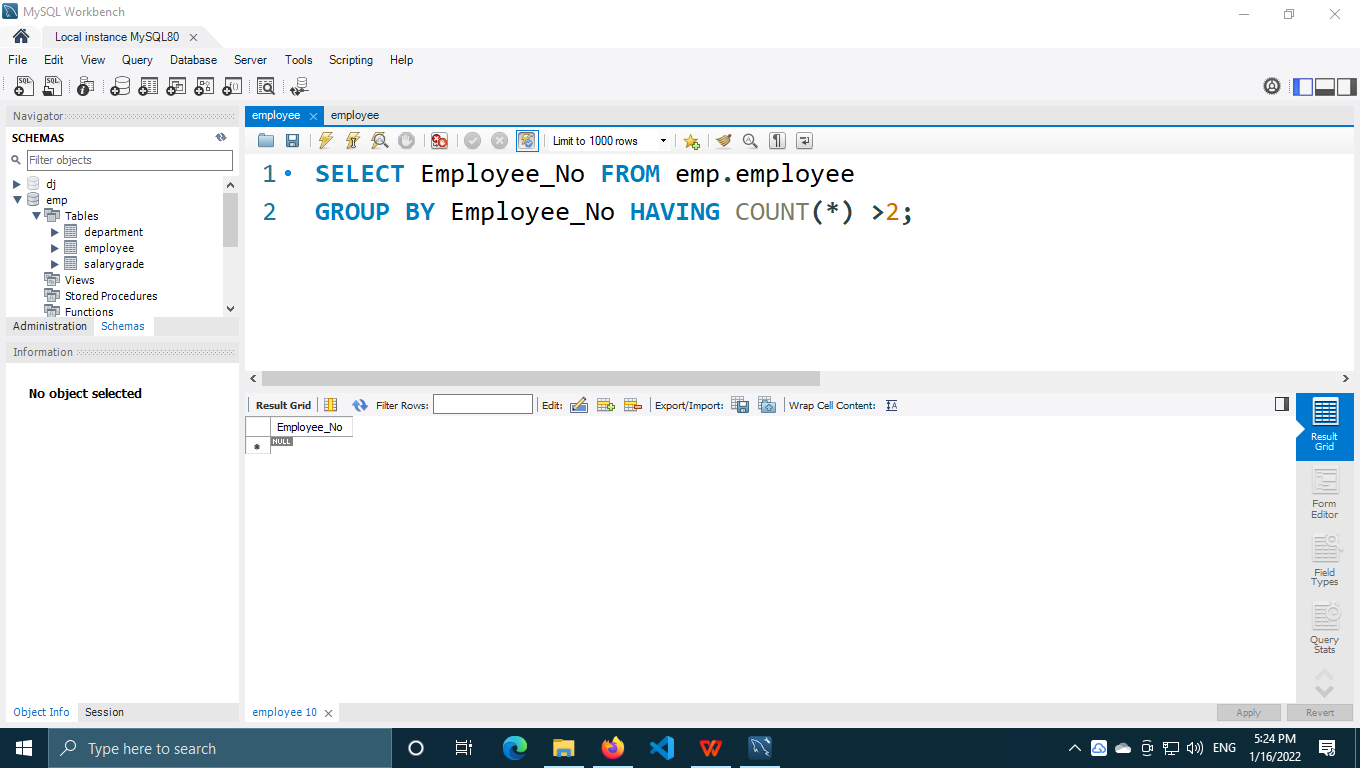 MySQL Workbench
Local instance MySQL80
File Edit View Query Database Server Tools Scripting Help
Navigator
SCHEMAS
Filter objects
dj
emp
Tables
department
employee
salarygrade
Views
Stored Procedures
Functions
Administration Schemas
Information
No object selected
Object Info Session
employee employee
Limit to 1000 rows
1 SELECT Employee_No FROM emp.employee
2 GROUP BY Employee_No HAVING COUNT(*) >2;
Result Grid Filter Rows: Edit: Export/Import: Wrap Cell Content:
Employee_No
NULL
Result
Grid
Form
Editor
Field
Types
Query
Stats
employee 10
Apply Revert
Type here to search
ENG
5:24 PM
1/16/2022